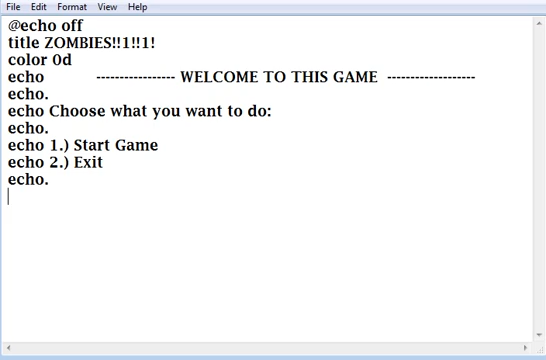 File Edit Format View Help
@echo off
title ZOMBIES!!1!!1!
color 0d
echo ----------------- WELCOME TO THIS GAME -------------------
echo.
echo Choose what you want to do:
echo.
echo 1.) Start Game
echo 2.) Exit
echo.